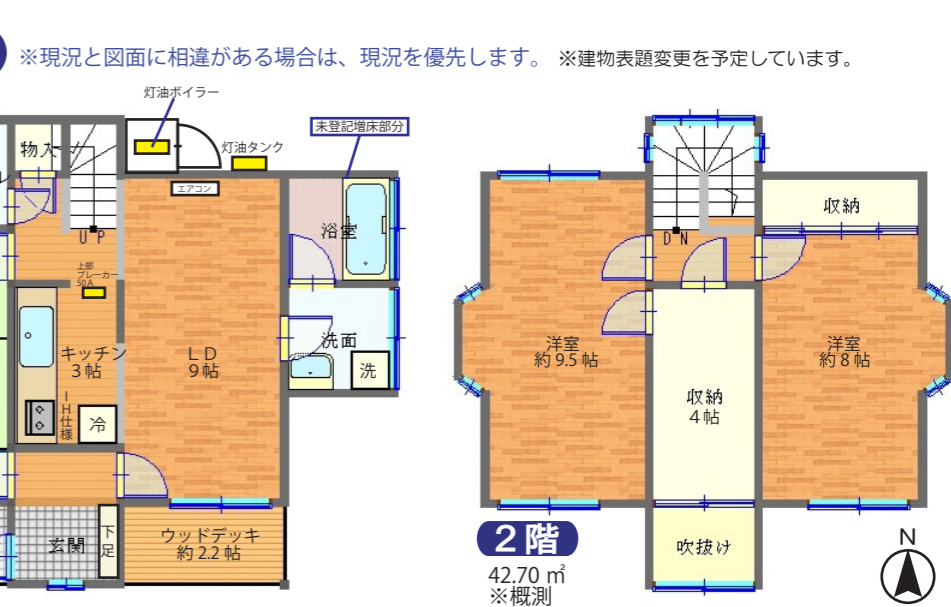 ※現況と図面に相違がある場合は、現況を優先します。 ※建物表題変更を予定しています。
灯油ボイラー
未登記増床部分
灯油タンク
物入
エアコン
浴室
UP
上部
ブレーカー
50A
キッチン
3帖
LD
9帖
洗面
洗
IH仕様
冷
玄関
下足
ウッドデッキ
約2.2帖
収納
DN
洋室
約9.5帖
洋室
約8帖
収納
4帖
吹抜け
2階
42.70㎡
※概測
N